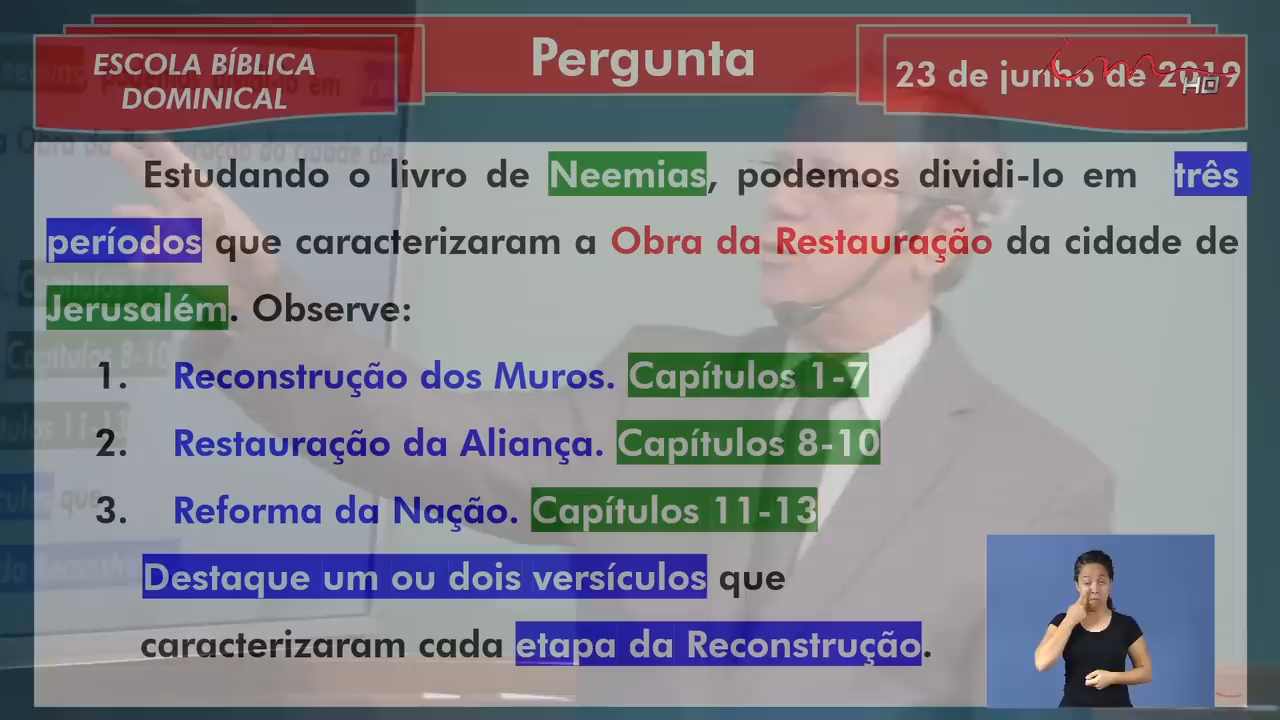 ESCOLA BÍBLICA
DOMINICAL
Pergunta
23 de junho de 2019
HD
Estudando o livro de Neemias, podemos dividi-lo em três
períodos que caracterizaram a Obra da Restauração da cidade de
Jerusalém. Observe:
1. Reconstrução dos Muros. Capítulos 1-7
2. Restauração da Aliança. Capítulos 8-10
3. Reforma da Nação. Capítulos 11-13
Destaque um ou dois versículos que
caracterizaram cada etapa da Reconstrução.